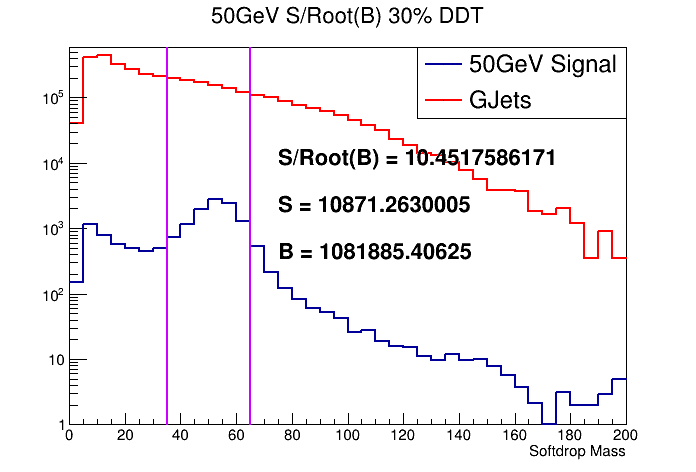 50GeV S/Root(B) 30% DDT
50GeV Signal
GJets
S/Root(B) = 10.4517586171
S = 10871.2630005
B = 1081885.40625
10^5
10^4
10^3
10^2
10
1
0 20 40 60 80 100 120 140 160 180 200
Softdrop Mass